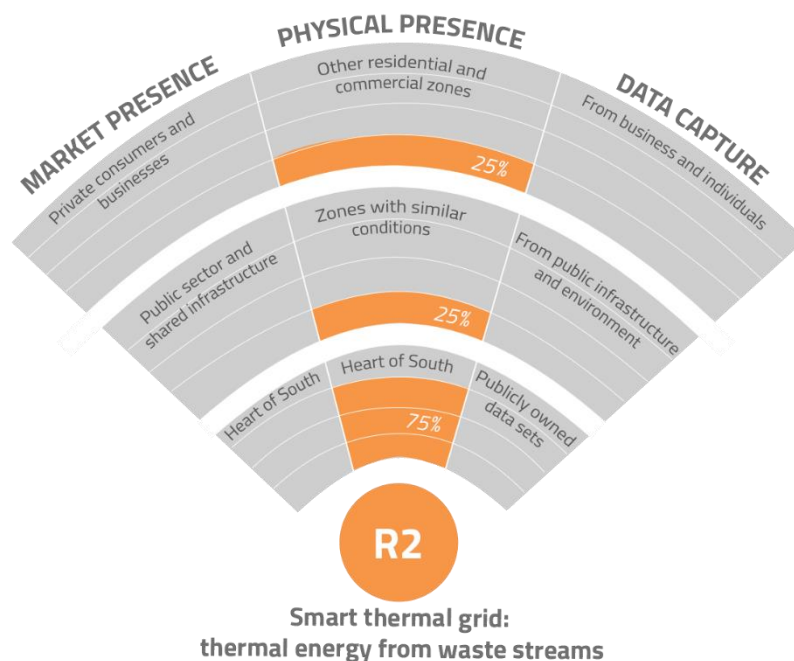 MARKET PRESENCE
PHYSICAL PRESENCE
DATA CAPTURE
Private consumers and
businesses
Other residential and
commercial zones
25%
From business and individuals
Public sector and
shared infrastructure
Zones with similar
conditions
25%
From public infrastructure
and environment
Heart of South
Heart of South
75%
Publicly owned
data sets
R2
Smart thermal grid:
thermal energy from waste streams